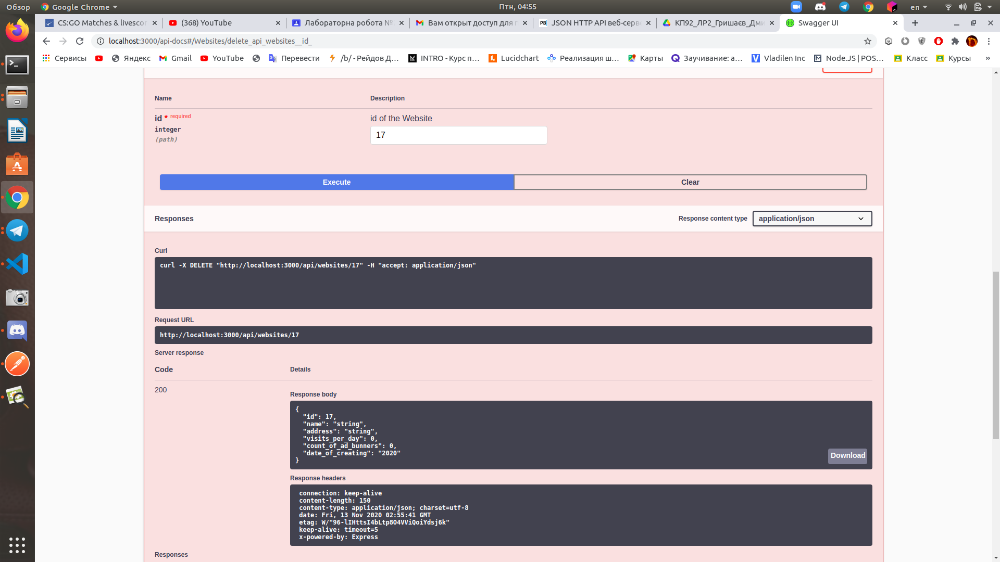 Обзор
Google Chrome
Птн, 04:55
en
CS:GO Matches & livescor
(368) YouTube
Лабораторна робота №
Вам открыт доступ для п
PB JSON HTTP API веб-серв
КП92_ЛР2_Гришаєв_Дми
Swagger UI
localhost:3000/api-docs#/Websites/delete_api_websites__id_
Сервисы
Яндекс
Gmail
YouTube
Перевести
/b/ - Рейдов Д…
INTRO - Курс п…
Lucidchart
Реализация ш…
Карты
Заучивание: а…
Vladilen Inc
Node.JS | POS…
Класс
Курсы
»
Name
Description
id * required
integer
(path)
id of the Website
17
Execute
Clear
Responses
Response content type
application/json
Curl
curl -X DELETE "http://localhost:3000/api/websites/17" -H "accept: application/json"
Request URL
http://localhost:3000/api/websites/17
Server response
Code
Details
200
Response body
{
"id": 17,
"name": "string",
"address": "string",
"visits_per_day": 0,
"count_of_ad_bunners": 0,
"date_of_creating": "2020"
}
Download
Response headers
connection: keep-alive
content-length: 150
content-type: application/json; charset=utf-8
date: Fri, 13 Nov 2020 02:55:41 GMT
etag: W/"96-lIHttsI4bLtp8O4VViQoiYdsj6k"
keep-alive: timeout=5
x-powered-by: Express
Responses